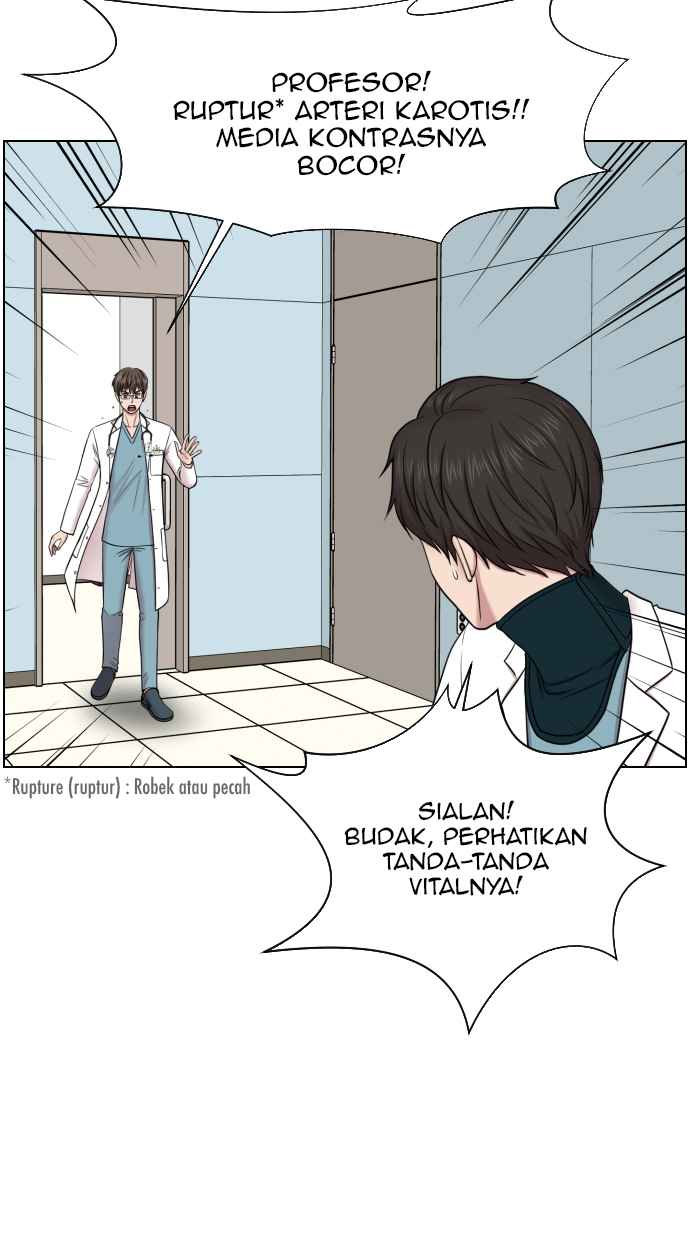 PROFESOR!
RUPTUR* ARTERI KAROTIS!!
MEDIA KONTRASNYA
BOCOR!
*Rupture (ruptur) : Robek atau pecah
SIALAN!
BUDAK, PERHATIKAN
TANDA-TANDA
VITALNYA!